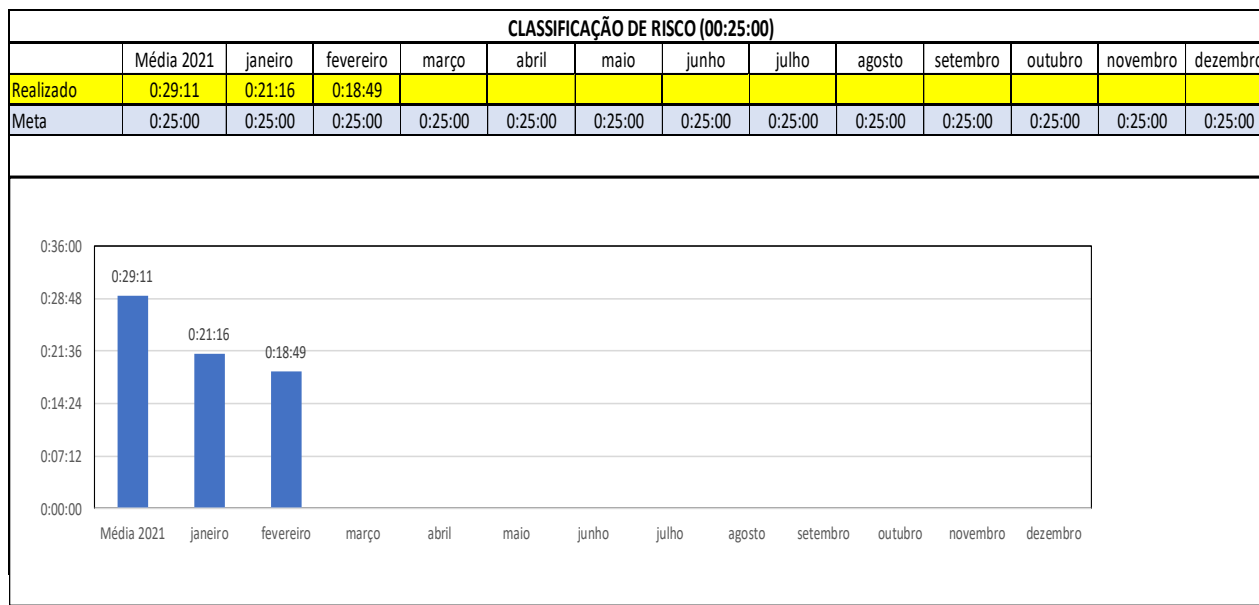 CLASSIFICAÇÃO DE RISCO (00:25:00)
Média 2021 janeiro fevereiro março abril maio junho julho agosto setembro outubro novembro dezembro
Realizado 0:29:11 0:21:16 0:18:49
Meta 0:25:00 0:25:00 0:25:00 0:25:00 0:25:00 0:25:00 0:25:00 0:25:00 0:25:00 0:25:00 0:25:00 0:25:00 0:25:00
0:36:00
0:29:11
0:28:48
0:21:16
0:21:36
0:18:49
0:14:24
0:07:12
0:00:00
Média 2021 janeiro fevereiro março abril maio junho julho agosto setembro outubro novembro dezembro